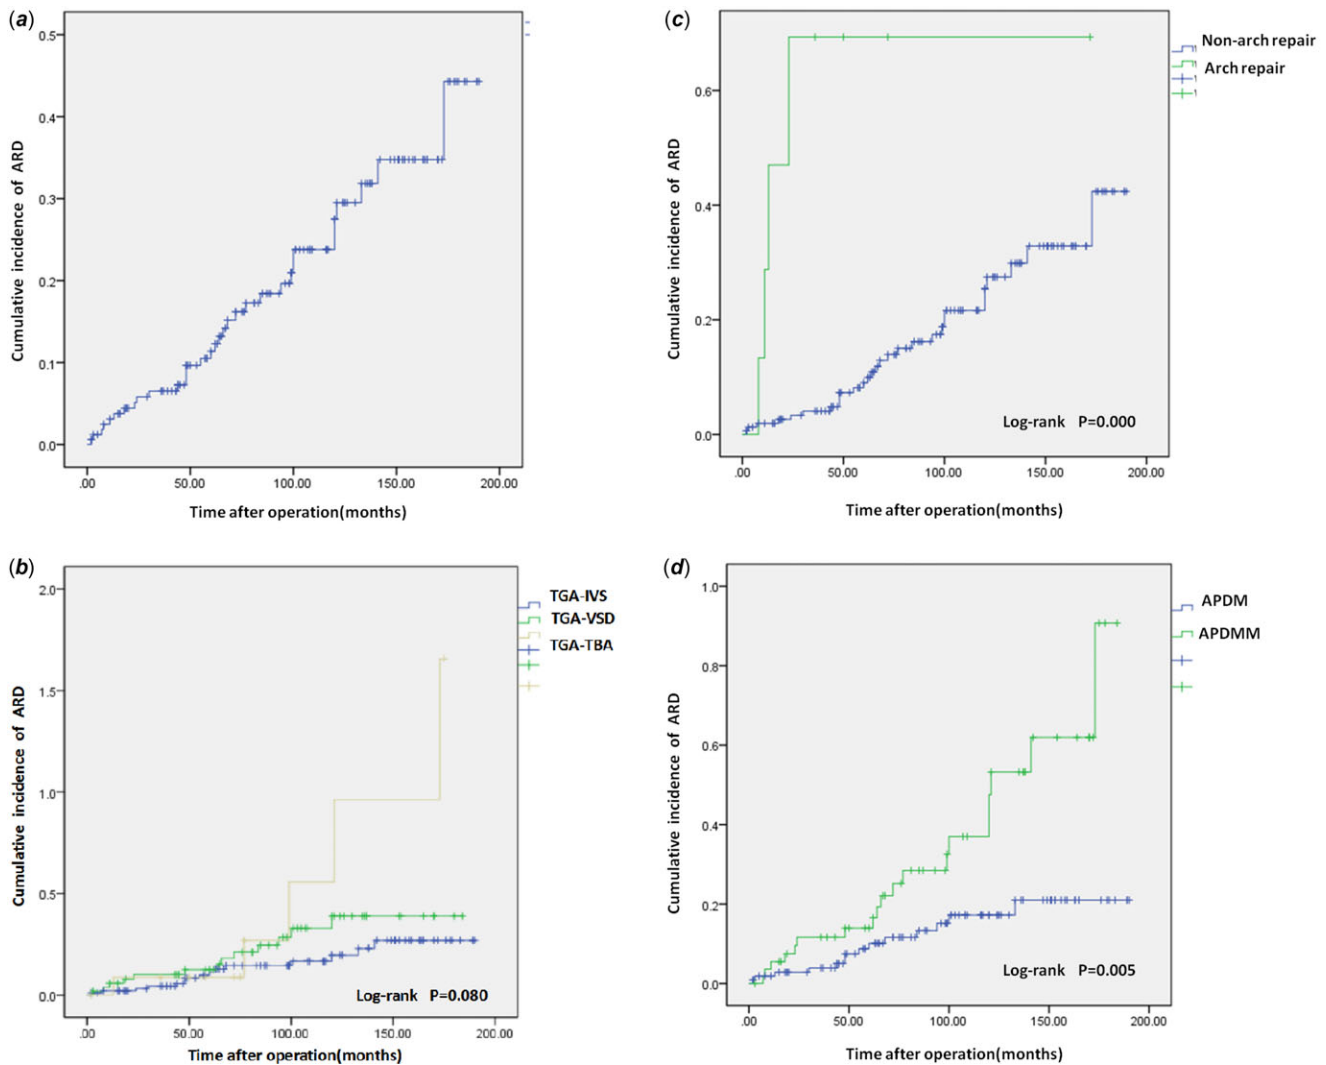 (a)
0.5
0.4
0.3
0.2
0.1
0.0
Cumulative incidence of ARD
.00 50.00 100.00 150.00 200.00
Time after operation(months)
(c)
0.6
0.4
0.2
0.0
Cumulative incidence of ARD
Non-arch repair
Arch repair
Log-rank P=0.000
.00 50.00 100.00 150.00 200.00
Time after operation(months)
(b)
2.0
1.5
1.0
0.5
0.0
Cumulative incidence of ARD
TGA-IVS
TGA-VSD
TGA-TBA
Log-rank P=0.080
.00 50.00 100.00 150.00 200.00
Time after operation(months)
(d)
1.0
0.8
0.6
0.4
0.2
0.0
Cumulative incidence of ARD
APDM
APDMM
Log-rank P=0.005
.00 50.00 100.00 150.00 200.00
Time after operation(months)